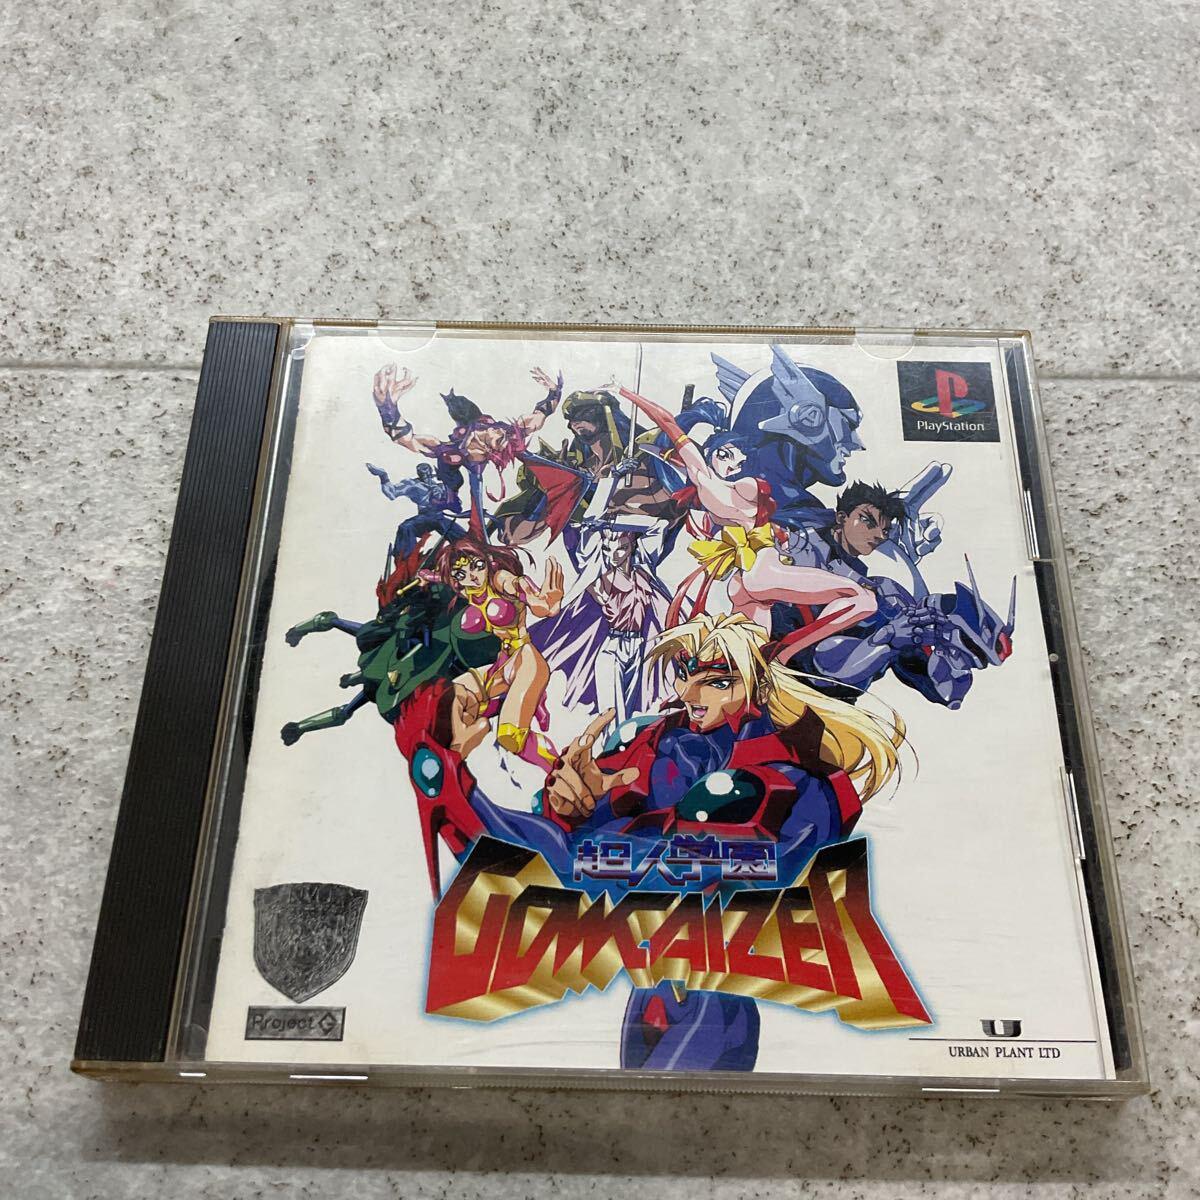 PlayStation
超人学園
GOWCAIZER
Project G
U
URBAN PLANT LTD